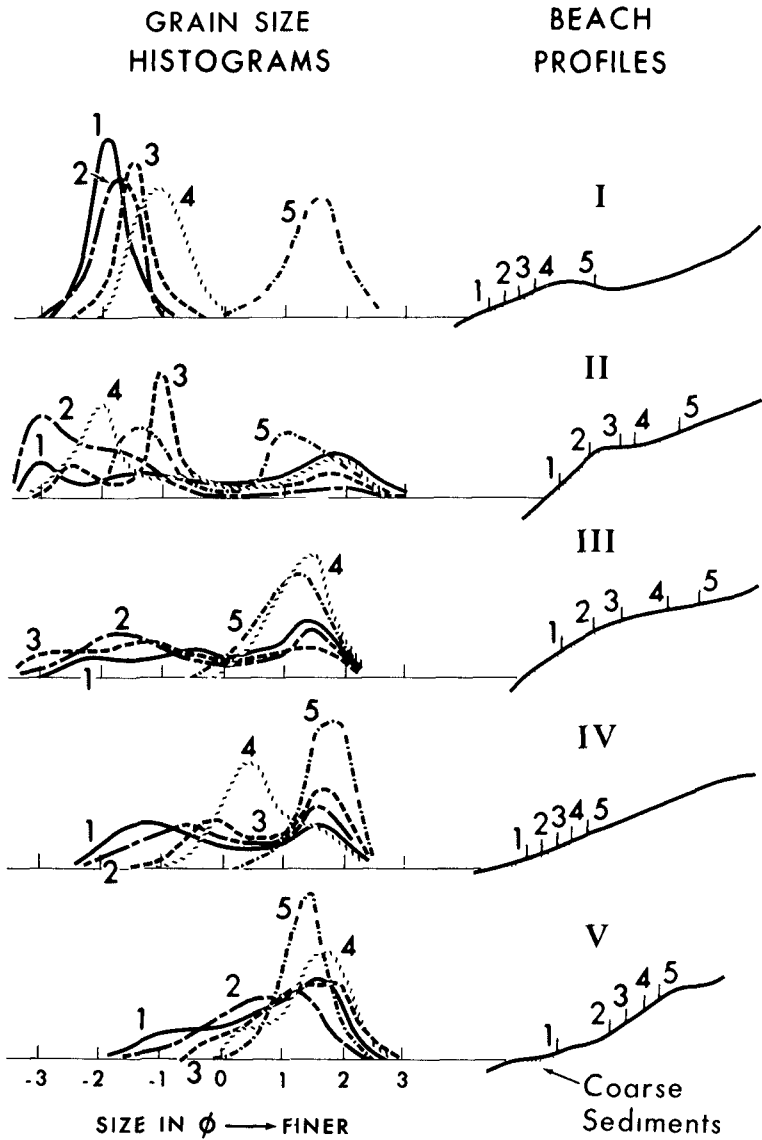 GRAIN SIZE
HISTOGRAMS
BEACH
PROFILES
1
2
3
4
5
I
1 2 3 4 5
1
2
3
4
5
II
1 2 3 4 5
1
2
3
4
5
III
1 2 3 4 5
1
2
3
4
5
IV
1 2 3 4 5
1
2
3
4
5
V
1 2 3 4 5
-3 -2 -1 0 1 2 3
SIZE IN ϕ ⟶ FINER
Coarse
Sediments